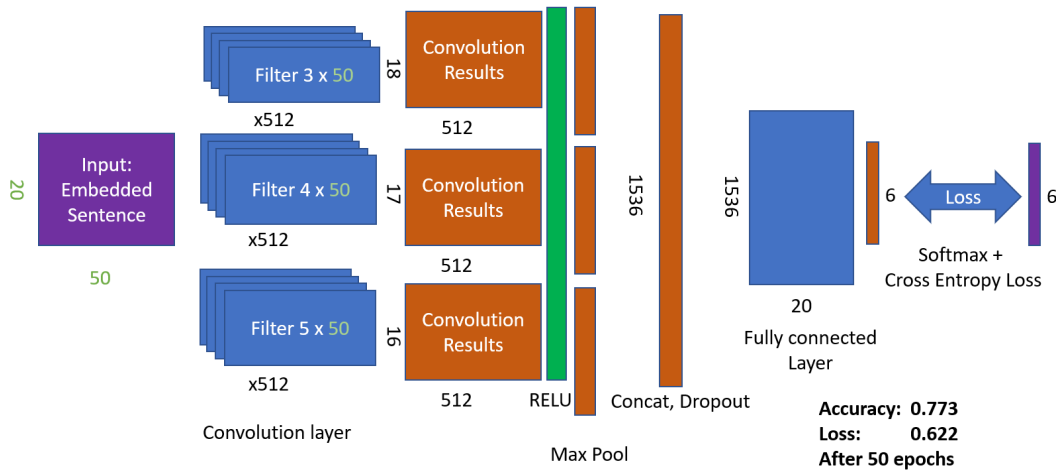 20
Input:
Embedded
Sentence
50
Filter 3 x 50
x512
Filter 4 x 50
x512
Filter 5 x 50
x512
Convolution layer
18
Convolution
Results
512
17
Convolution
Results
512
16
Convolution
Results
512
RELU
Max Pool
1536
Concat, Dropout
1536
20
Fully connected
Layer
6
Loss
6
Softmax +
Cross Entropy Loss
Accuracy: 0.773
Loss: 0.622
After 50 epochs